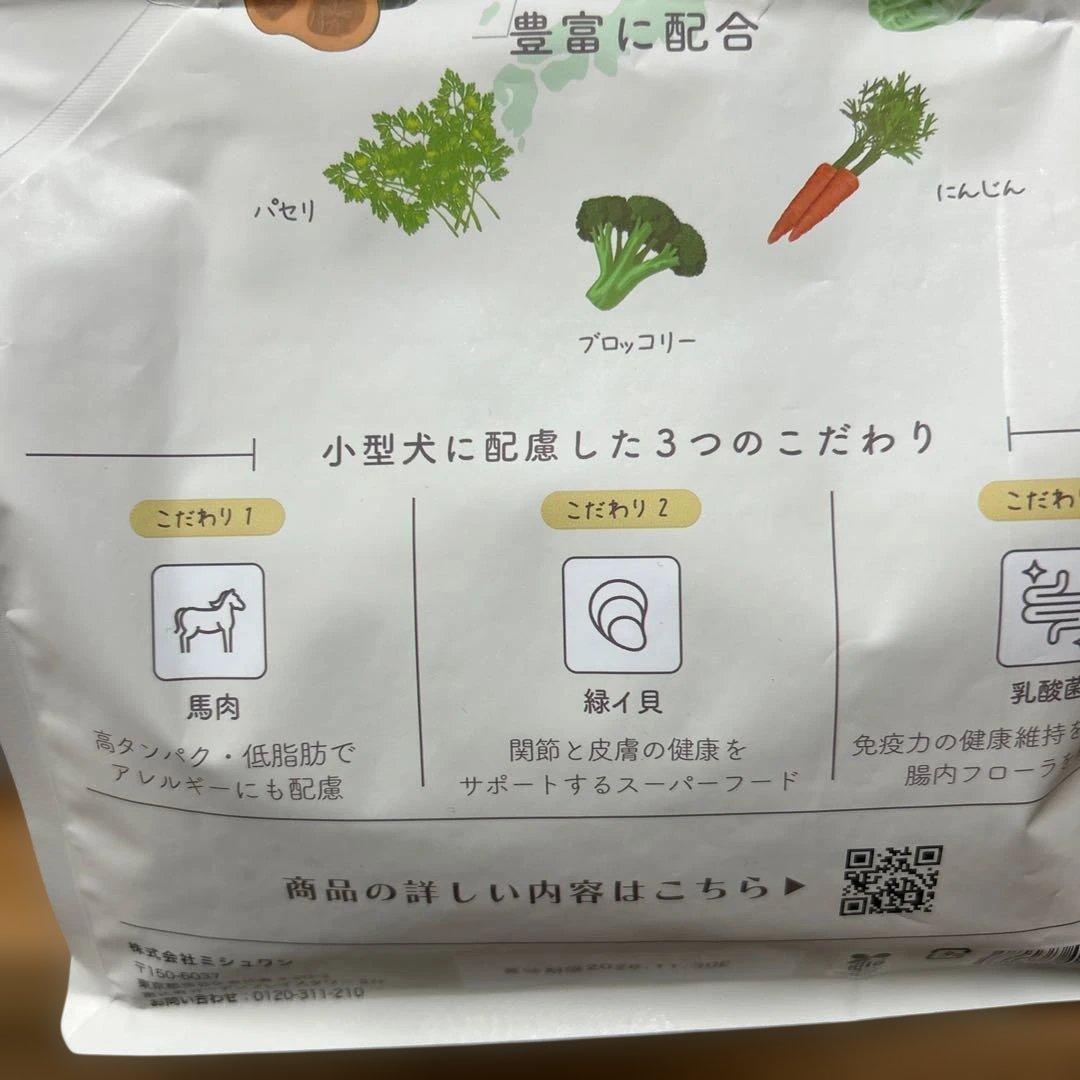 豊富に配合
パセリ
にんじん
ブロッコリー
小型犬に配慮した3つのこだわり
こだわり 1
馬肉
高タンパク・低脂肪で
アレルギーにも配慮
こだわり 2
緑イ貝
関節と皮膚の健康を
サポートするスーパーフード
こだわ
乳酸菌
免疫力の健康維持を
腸内フローラ
商品の詳しい内容はこちら▶
株式会社ミシュワン
〒150-6037
お問い合わせ:0120-311-210